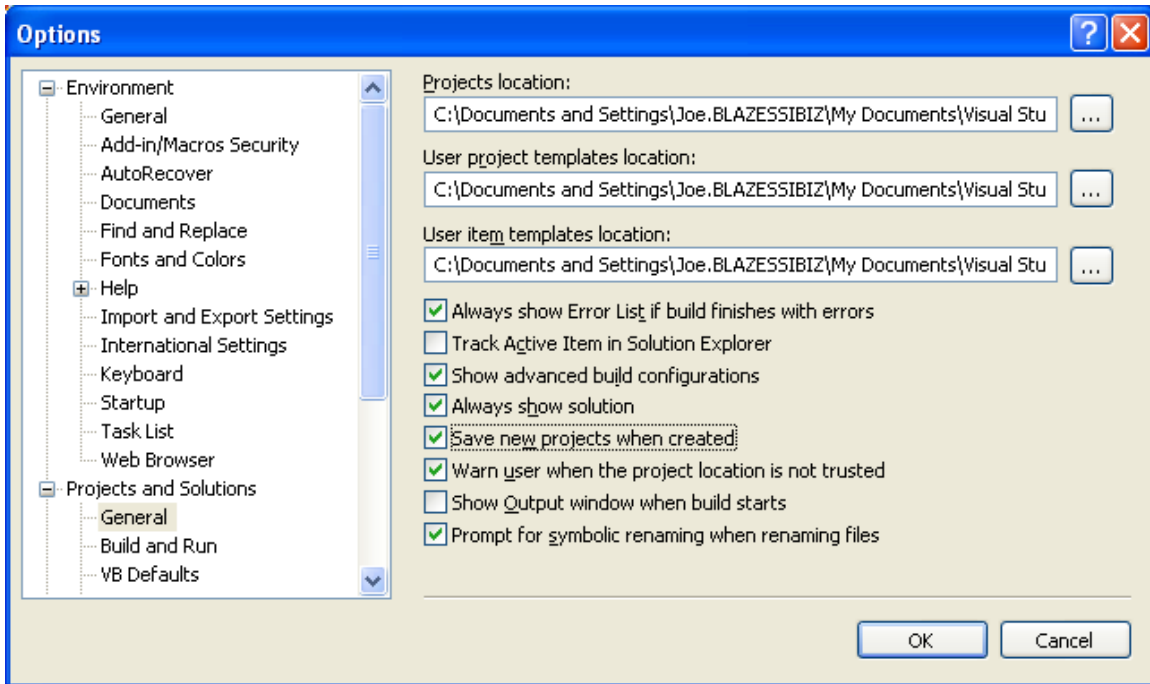 Options
Environment
General
Add-in/Macros Security
AutoRecover
Documents
Find and Replace
Fonts and Colors
Help
Import and Export Settings
International Settings
Keyboard
Startup
Task List
Web Browser
Projects and Solutions
General
Build and Run
VB Defaults
Projects location:
C:\Documents and Settings\Joe.BLAZESSIBIZ\My Documents\Visual Stu
...
User project templates location:
C:\Documents and Settings\Joe.BLAZESSIBIZ\My Documents\Visual Stu
...
User item templates location:
C:\Documents and Settings\Joe.BLAZESSIBIZ\My Documents\Visual Stu
...
Always show Error List if build finishes with errors
Track Active Item in Solution Explorer
Show advanced build configurations
Always show solution
Save new projects when created
Warn user when the project location is not trusted
Show Output window when build starts
Prompt for symbolic renaming when renaming files
OK
Cancel